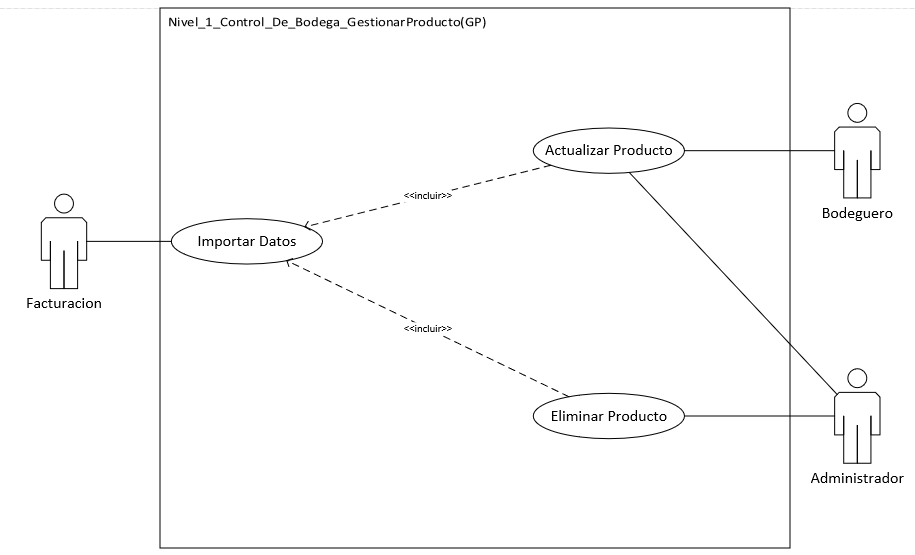 Nivel_1_Control_De_Bodega_GestionarProducto(GP)
Actualizar Producto
<<incluir>>
Bodeguero
Importar Datos
Facturacion
<<incluir>>
Eliminar Producto
Administrador